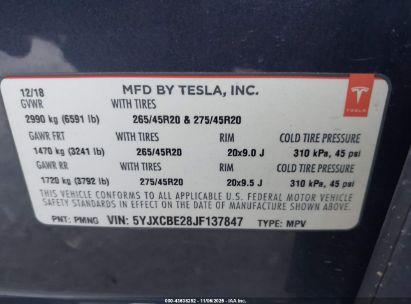 12/18 MFD BY TESLA, INC.
GVWR WITH TIRES
2990 kg (6591 lb) 265/45R20 & 275/45R20
TESLA
GAWR FRT WITH TIRES RIM COLD TIRE PRESSURE
1470 kg (3241 lb) 265/45R20 20x9.0 J 310 kPa, 45 psi
GAWR RR WITH TIRES RIM COLD TIRE PRESSURE
1720 kg (3792 lb) 275/45R20 20x9.5 J 310 kPa, 45 psi
THIS VEHICLE CONFORMS TO ALL APPLICABLE U.S. FEDERAL MOTOR VEHICLE
SAFETY STANDARDS IN EFFECT ON THE DATE OF MANUFACTURE SHOWN ABOVE.
PNT: PMNG VIN: 5YJXCBE28JF137847 TYPE: MPV